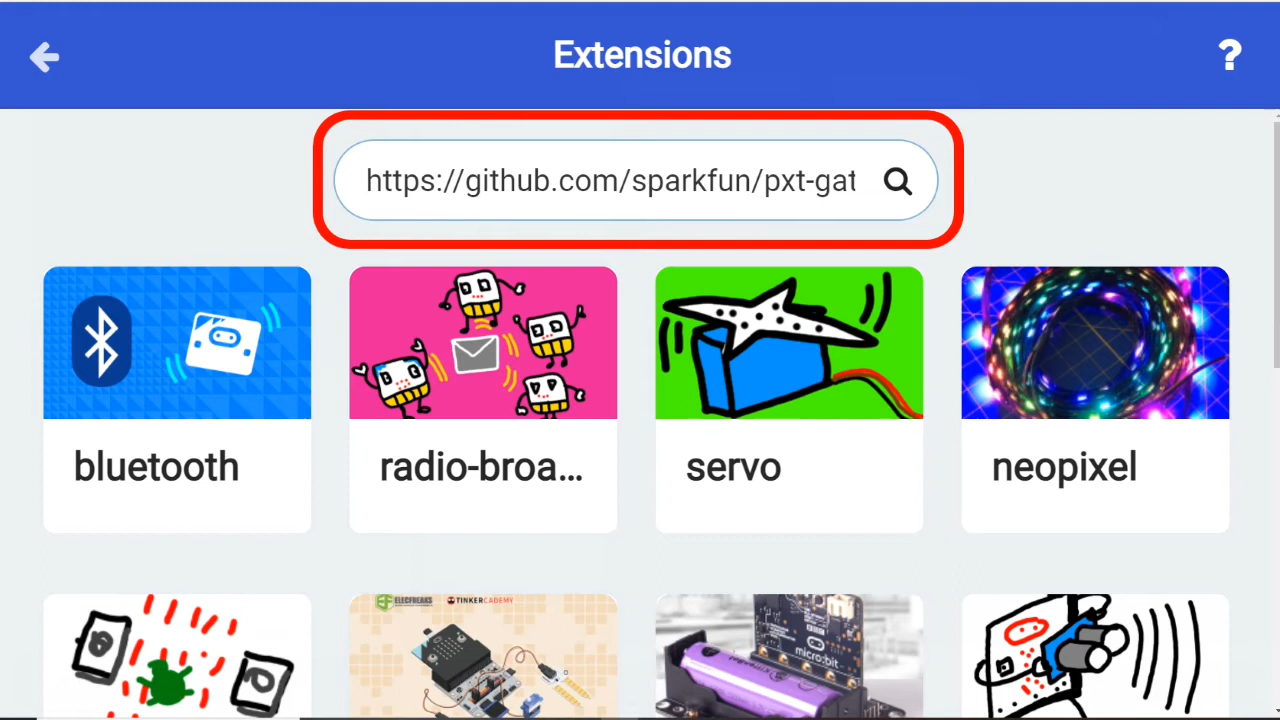 Extensions
?
https://github.com/sparkfun/pxt-gat
bluetooth
radio-broa...
servo
neopixel
a
a
ELECFREAKS TINKERCADEMY
micro:bit